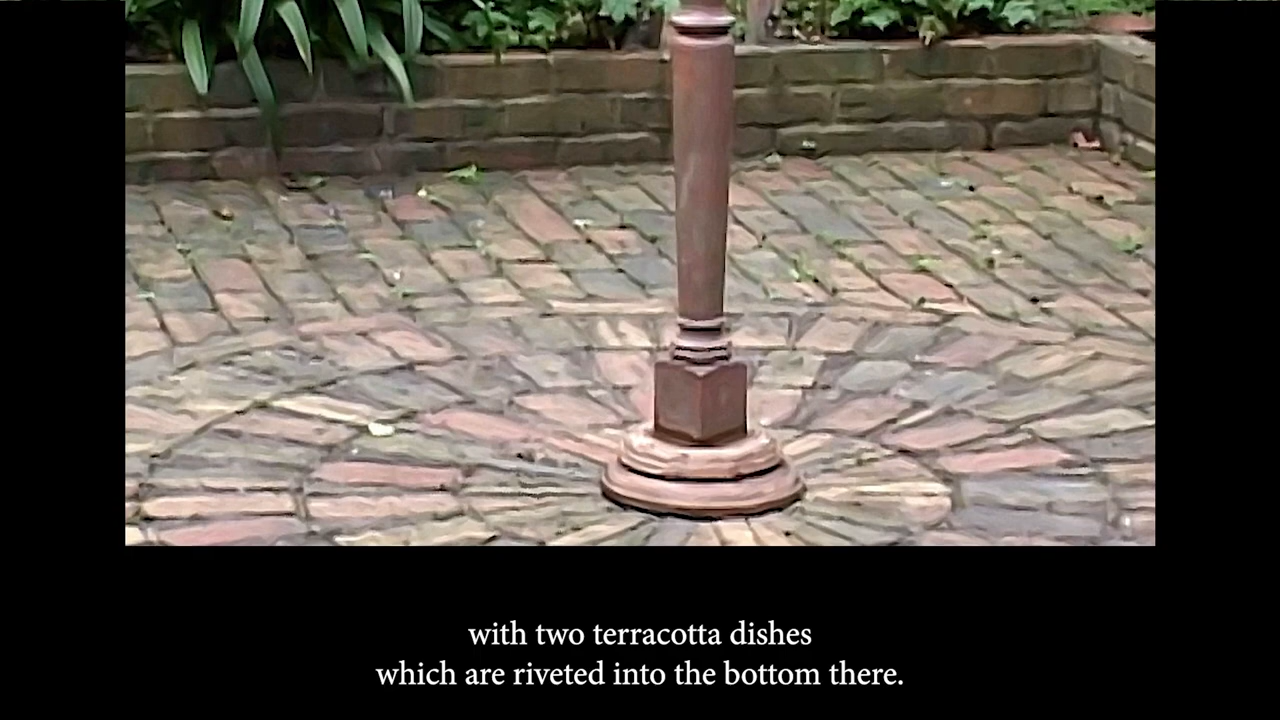 with two terracotta dishes
which are riveted into the bottom there.